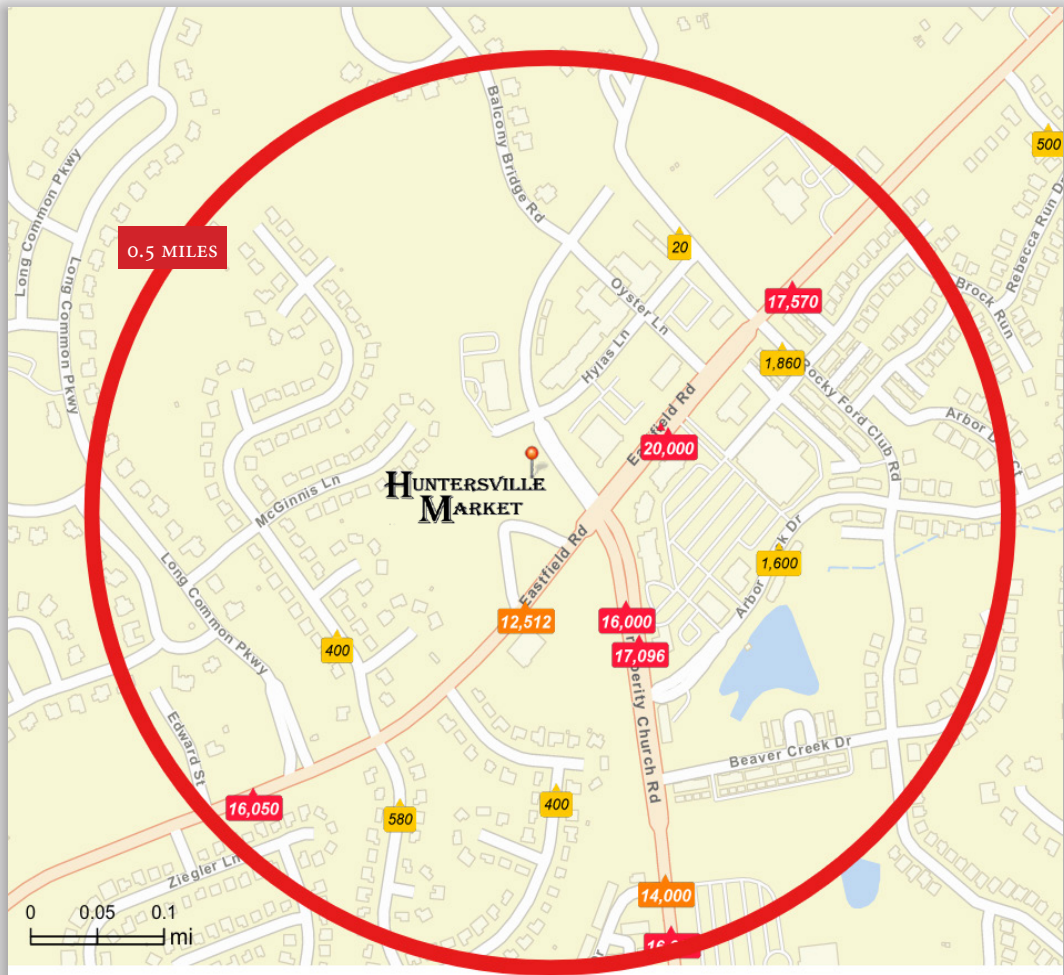 Balcony Bridge Rd
500
Long Common Pkwy
Rebecca Run Dr
0.5 MILES
20
Long Common Pkwy
Oyster Ln
Brock Run
17,570
Hylas Ln
1,860
Rocky Ford Club Rd
Eastfield Rd
20,000
Arbor
Ct
HUNTERSVILLE
MARKET
McGinnis Ln
Arbor
Dr
1,600
Eastfield Rd
Long Common Pkwy
12,512
16,000
17,096
400
Church Rd
Edward St
Beaver Creek Dr
16,050
580
400
Ziegler Ln
14,000
0 0.05 0.1
mi